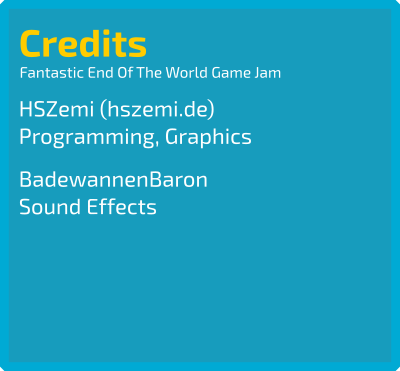 Credits
Fantastic End Of The World Game Jam
HSZemi (hszemi.de)
Programming, Graphics
BadewannenBaron
Sound Effects